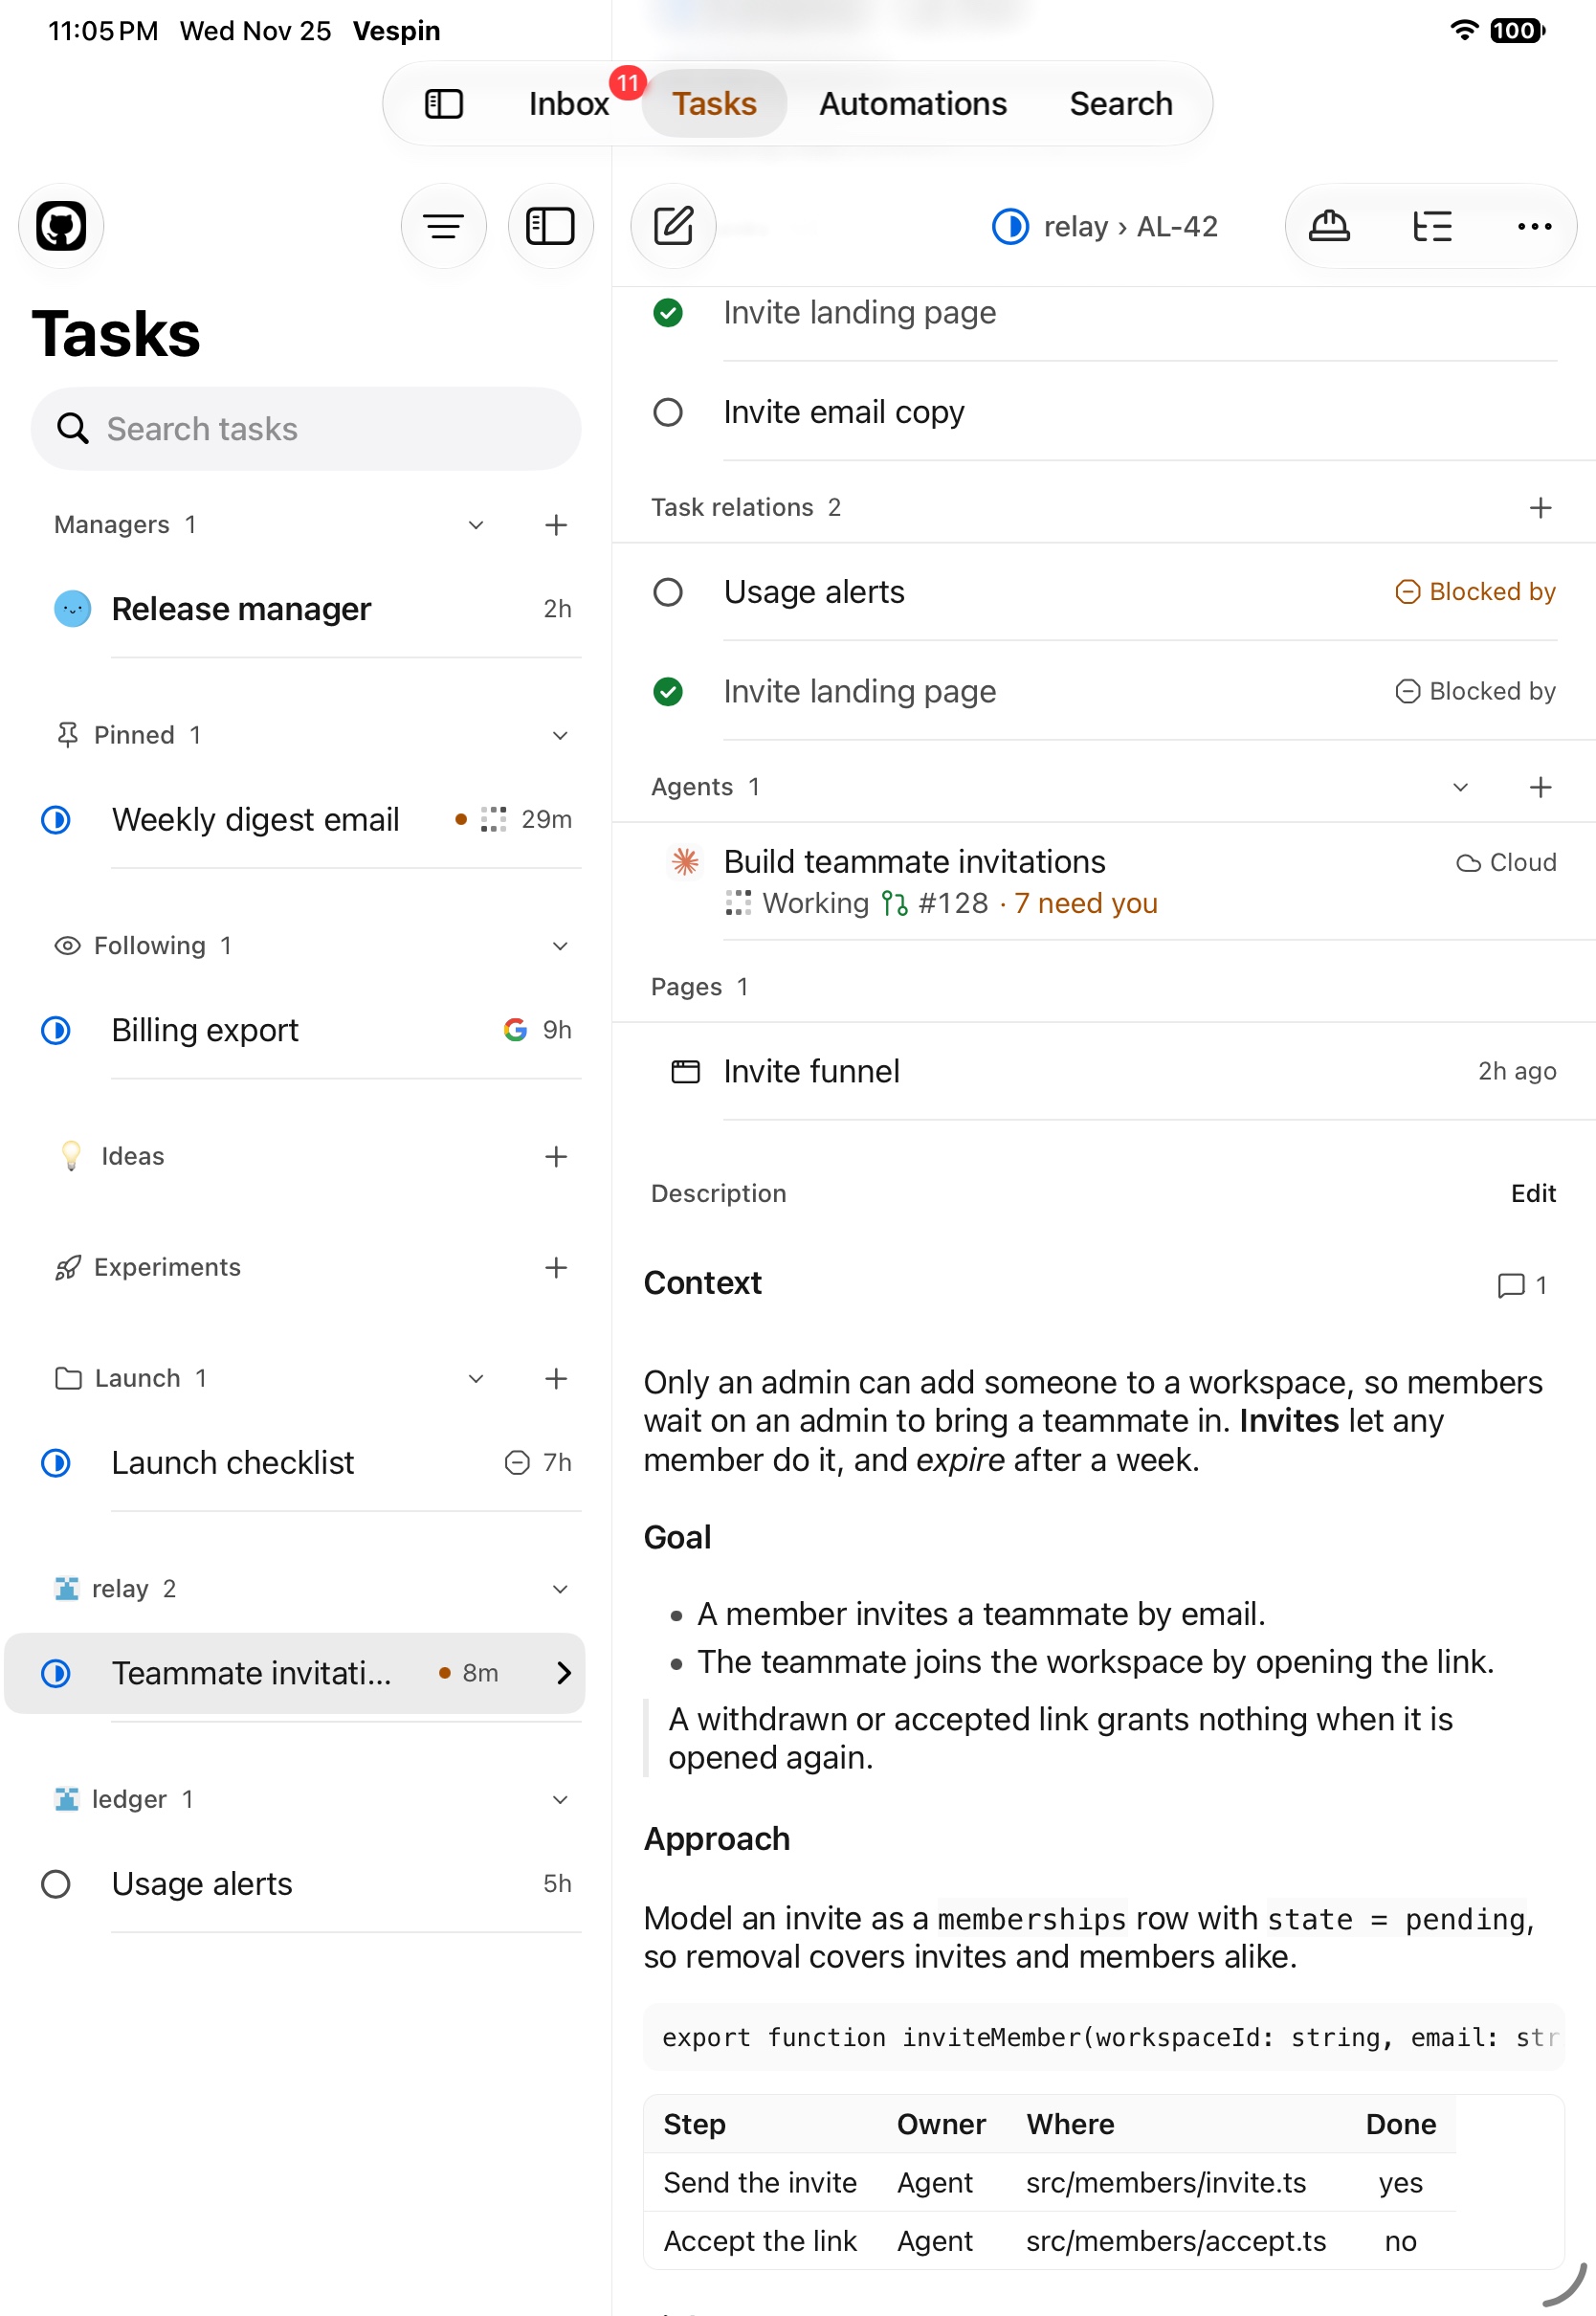 11:05 PM Wed Nov 25 Vespin
100
Inbox 11 Tasks Automations Search
relay › AL-42
Tasks
Search tasks
Managers 1
Release manager 2h
Pinned 1
Weekly digest email 29m
Following 1
Billing export 9h
Ideas
Experiments
Launch 1
Launch checklist 7h
relay 2
Teammate invitati... 8m
ledger 1
Usage alerts 5h
Invite landing page
Invite email copy
Task relations 2
Usage alerts Blocked by
Invite landing page Blocked by
Agents 1
Build teammate invitations Cloud
Working #128 · 7 need you
Pages 1
Invite funnel 2h ago
Description Edit
Context 1
Only an admin can add someone to a workspace, so members
wait on an admin to bring a teammate in. Invites let any
member do it, and expire after a week.
Goal
• A member invites a teammate by email.
• The teammate joins the workspace by opening the link.
A withdrawn or accepted link grants nothing when it is
opened again.
Approach
Model an invite as a memberships row with state = pending,
so removal covers invites and members alike.
export function inviteMember(workspaceId: string, email: str
Step Owner Where Done
Send the invite Agent src/members/invite.ts yes
Accept the link Agent src/members/accept.ts no